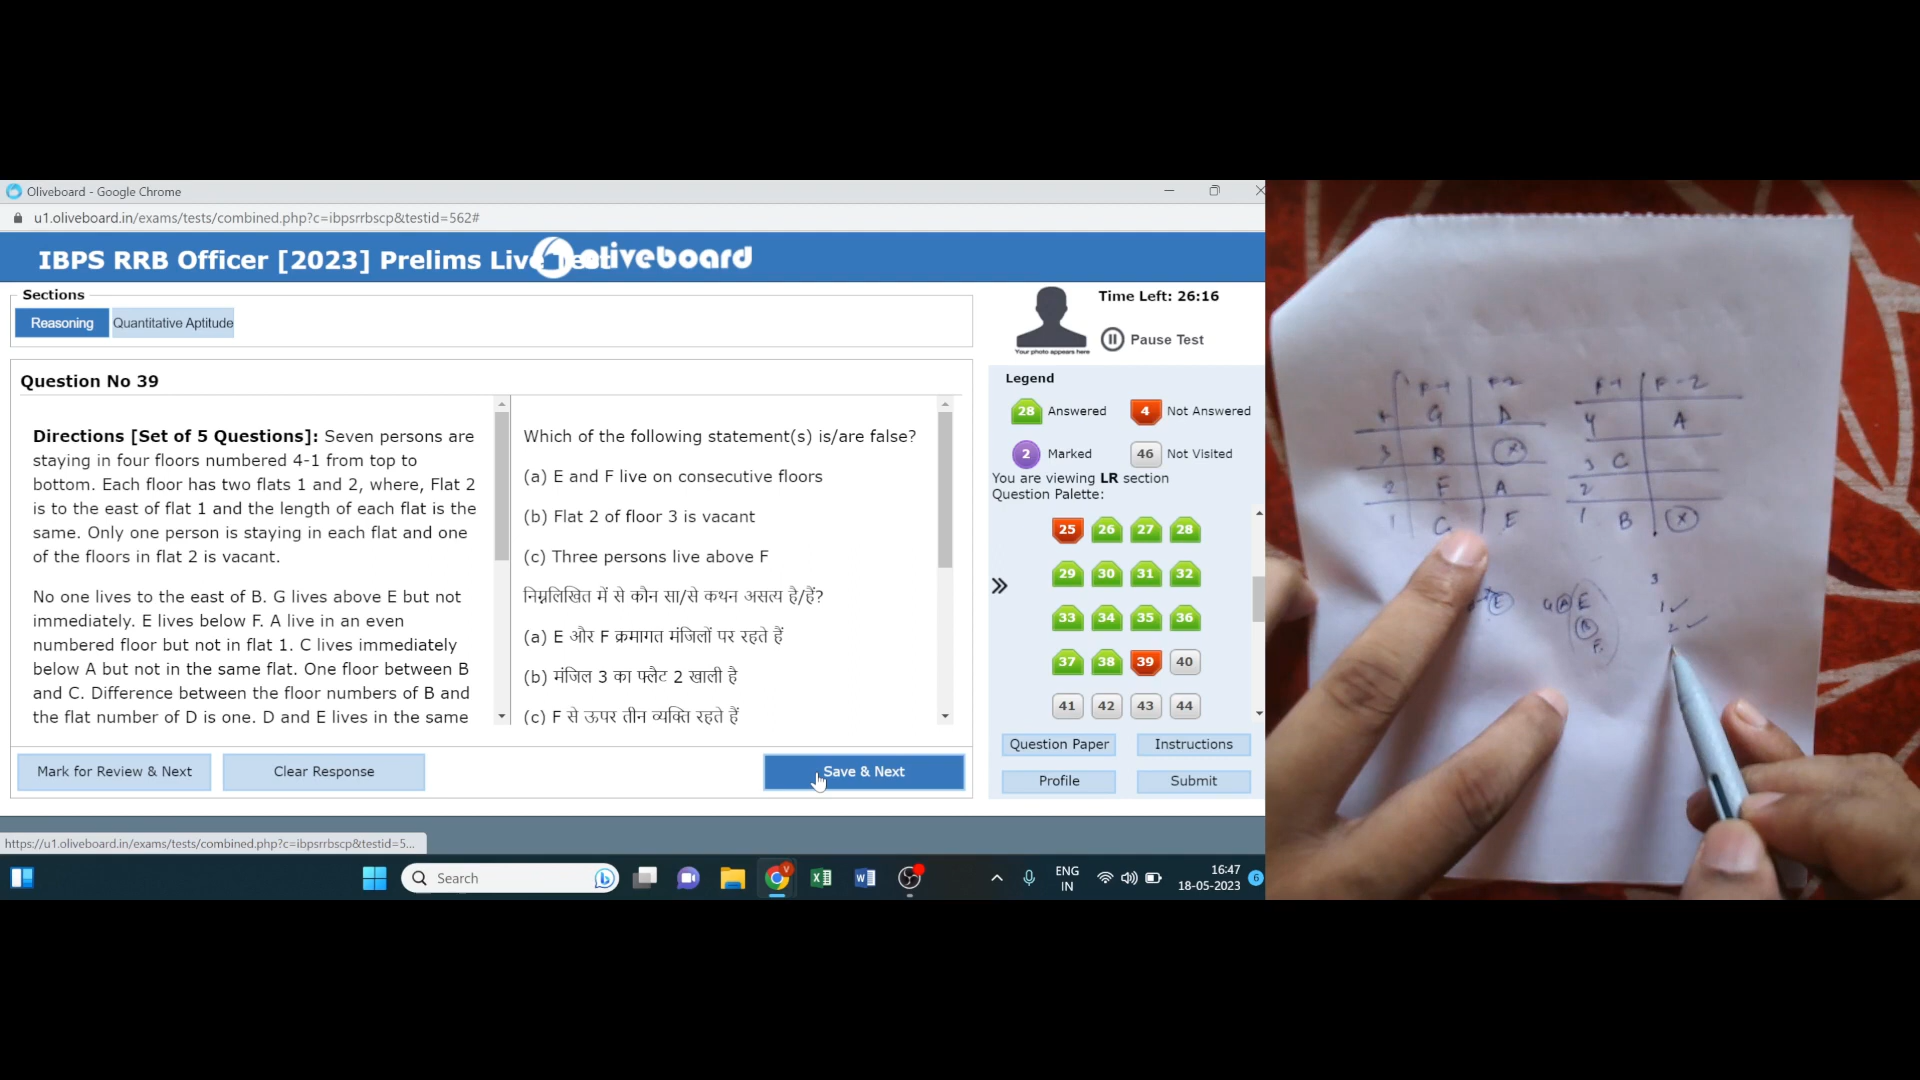 Oliveboard - Google Chrome
u1.oliveboard.in/exams/tests/combined.php?c=ibpsrrbscp&testid=562#
IBPS RRB Officer [2023] Prelims Live
oliveboard
Sections
Reasoning
Quantitative Aptitude
Your photo appears here
Time Left: 26:16
Pause Test
Question No 39
Directions [Set of 5 Questions]: Seven persons are
staying in four floors numbered 4-1 from top to
bottom. Each floor has two flats 1 and 2, where, Flat 2
is to the east of flat 1 and the length of each flat is the
same. Only one person is staying in each flat and one
of the floors in flat 2 is vacant.
No one lives to the east of B. G lives above E but not
immediately. E lives below F. A live in an even
numbered floor but not in flat 1. C lives immediately
below A but not in the same flat. One floor between B
and C. Difference between the floor numbers of B and
the flat number of D is one. D and E lives in the same
Which of the following statement(s) is/are false?
(a) E and F live on consecutive floors
(b) Flat 2 of floor 3 is vacant
(c) Three persons live above F
निम्नलिखित में से कौन सा/से कथन असत्य है/हैं?
(a) E और F क्रमागत मंजिलों पर रहते हैं
(b) मंजिल 3 का फ्लैट 2 खाली है
(c) F से ऊपर तीन व्यक्ति रहते हैं
Mark for Review & Next
Clear Response
Save & Next
Legend
28 Answered
4 Not Answered
2 Marked
46 Not Visited
You are viewing LR section
Question Palette:
25 26 27 28
29 30 31 32
33 34 35 36
37 38 39 40
41 42 43 44
Question Paper
Instructions
Profile
Submit
https://u1.oliveboard.in/exams/tests/combined.php?c=ibpsrrbscp&testid=5...
Search
ENG
IN
16:47
18-05-2023
6
F-1 F-2
4 G D
3 B X
2 F A
1 C E
F-1 F-2
4 A
3 C
2
1 B X